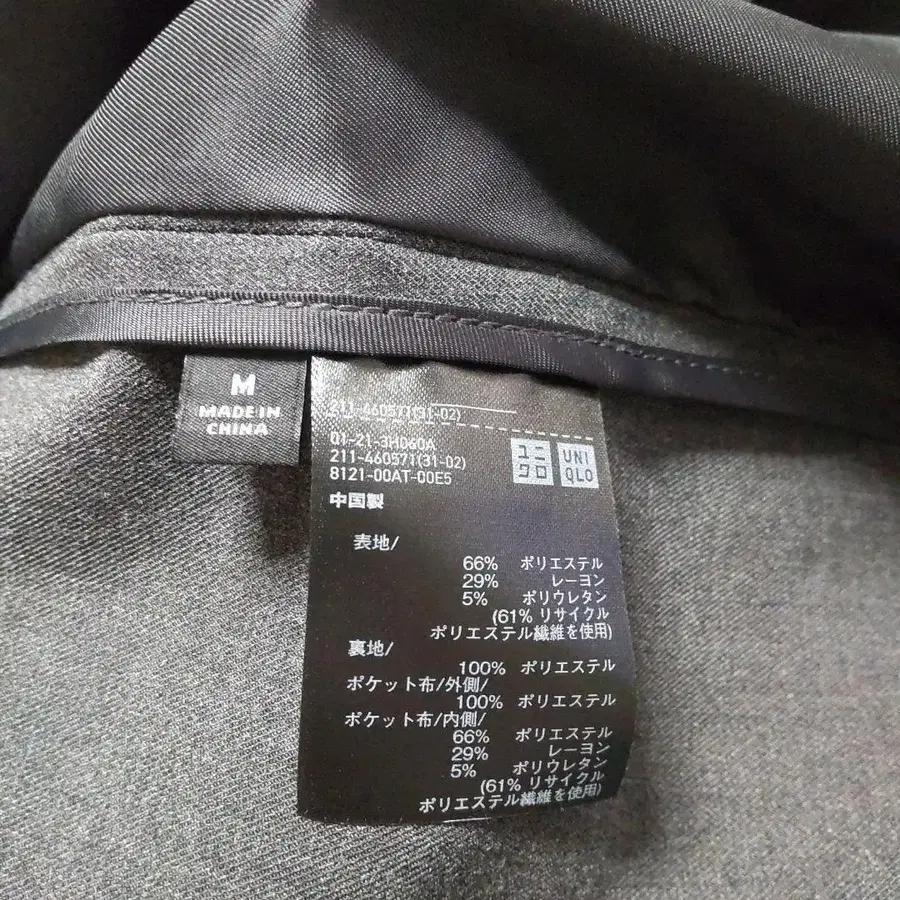 M
MADE IN
CHINA
211-460571(31-02)
01-21-3H060A
211-460571(31-02)
8121-00AT-00E5
ユニ
クロ
UNI
QLO
中国製
表地/
66% ポリエステル
29% レーヨン
5% ポリウレタン
(61% リサイクル
ポリエステル繊維を使用)
裏地/
100% ポリエステル
ポケット布/外側/
100% ポリエステル
ポケット布/内側/
66% ポリエステル
29% レーヨン
5% ポリウレタン
(61% リサイクル
ポリエステル繊維を使用)